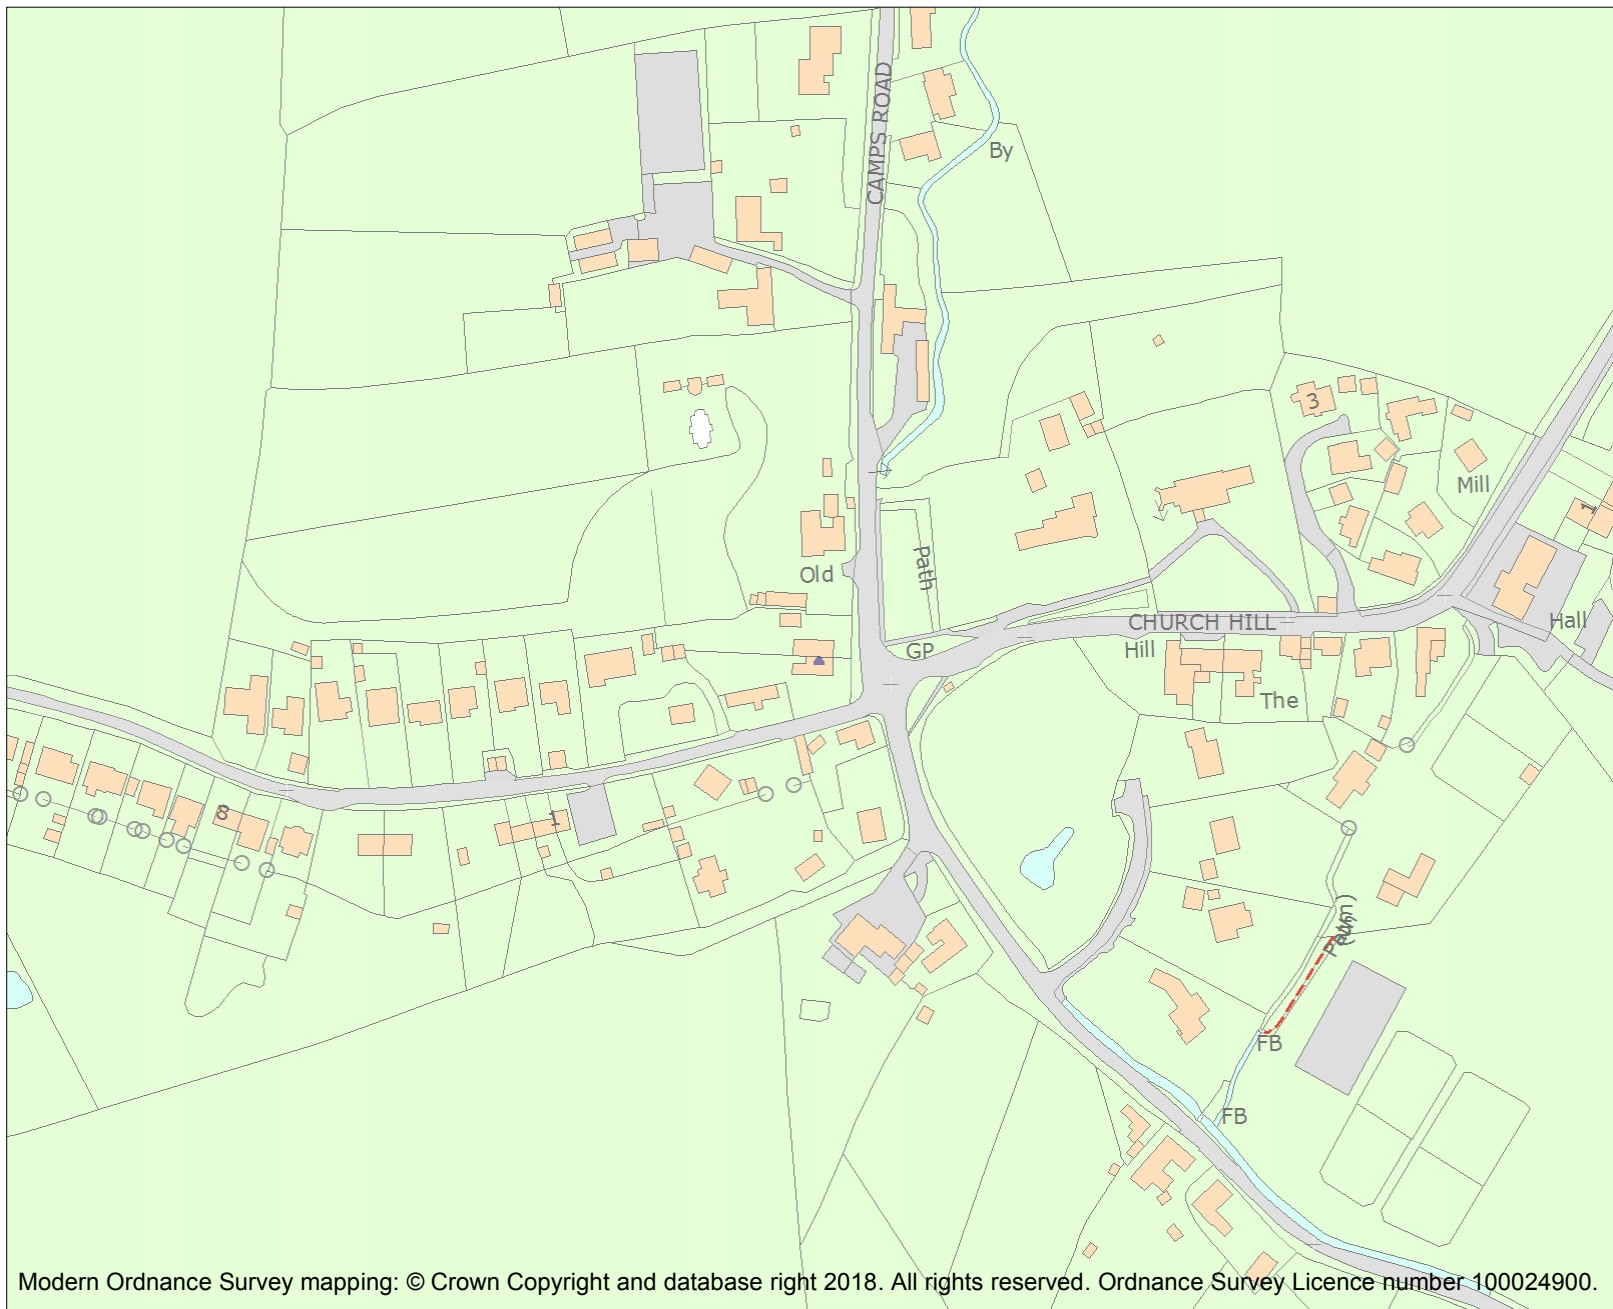 CAMPS ROAD
By
3
Mill
1
Path
Old
CHURCH HILL
Hall
GP
Hill
The
8
1
Path
FB
FB
Modern Ordnance Survey mapping: © Crown Copyright and database right 2018. All rights reserved. Ordnance Survey Licence number 100024900.